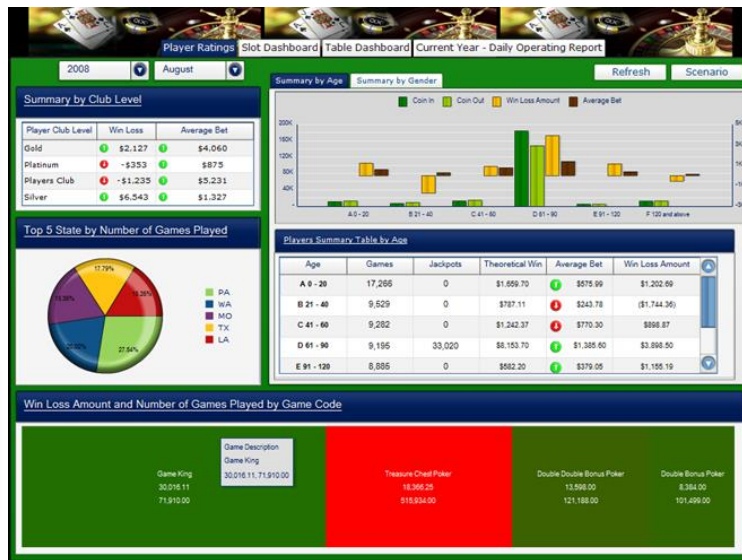 Player Ratings Slot Dashboard Table Dashboard Current Year - Daily Operating Report
2008 August Refresh Scenario
Summary by Club Level
Player Club Level Win Loss Average Bet
Gold $2,127 $4,060
Platinum -$353 $875
Players Club -$1,235 $5,231
Silver $6,543 $1,327
Top 5 State by Number of Games Played
17.79%
27.84%
PA
WA
MO
TX
LA
Summary by Age Summary by Gender
Coin In Coin Out Win Loss Amount Average Bet
200K
160K
120K
80K
40K
A 0 - 20 B 21 - 40 C 41 - 60 D 61 - 90 E 91 - 120 F 120 and above
Players Summary Table by Age
Age Games Jackpots Theoretical Win Average Bet Win Loss Amount
A 0 - 20 17,266 0 $1,659.70 $575.99 $1,202.69
B 21 - 40 9,529 0 $787.11 $243.78 ($1,744.36)
C 41 - 60 9,282 0 $1,242.37 $770.30 $898.87
D 61 - 90 9,195 33,020 $8,153.70 $1,385.60 $3,898.50
E 91 - 120 8,886 0 $582.20 $379.05 $1,155.19
Win Loss Amount and Number of Games Played by Game Code
Game Description
Game King
30,016.11, 71,910.00
Game King
30,016.11
71,910.00
Treasure Chest Poker
18,366.25
515,934.00
Double Double Bonus Poker
13,598.00
121,188.00
Double Bonus Poker
8,384.00
101,499.00